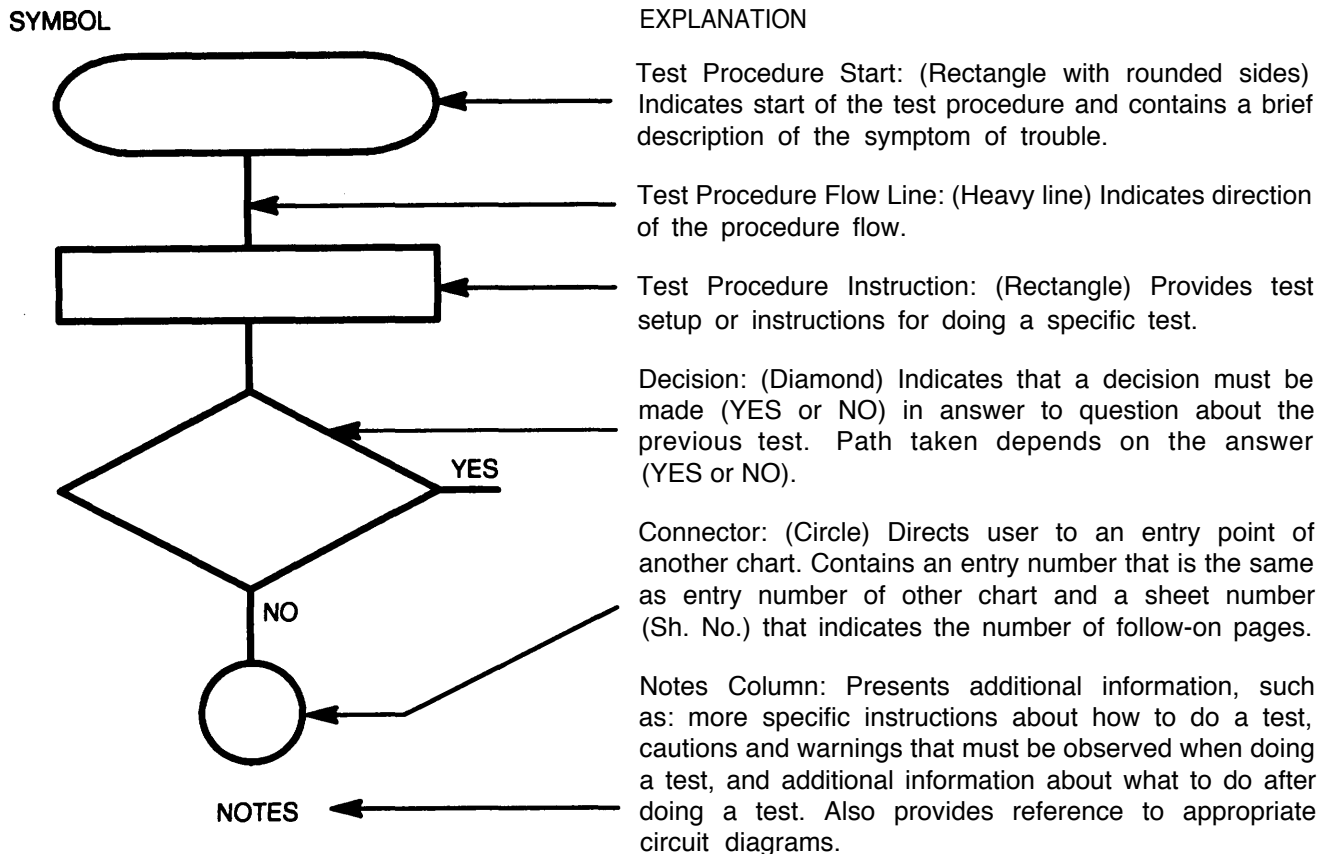 SYMBOL
EXPLANATION
Test Procedure Start: (Rectangle with rounded sides)
Indicates start of the test procedure and contains a brief
description of the symptom of trouble.
Test Procedure Flow Line: (Heavy line) Indicates direction
of the procedure flow.
Test Procedure Instruction: (Rectangle) Provides test
setup or instructions for doing a specific test.
Decision: (Diamond) Indicates that a decision must be
made (YES or NO) in answer to question about the
previous test. Path taken depends on the answer
(YES or NO).
YES
Connector: (Circle) Directs user to an entry point of
another chart. Contains an entry number that is the same
as entry number of other chart and a sheet number
(Sh. No.) that indicates the number of follow-on pages.
NO
Notes Column: Presents additional information, such
as: more specific instructions about how to do a test,
cautions and warnings that must be observed when doing
a test, and additional information about what to do after
doing a test. Also provides reference to appropriate
circuit diagrams.
NOTES